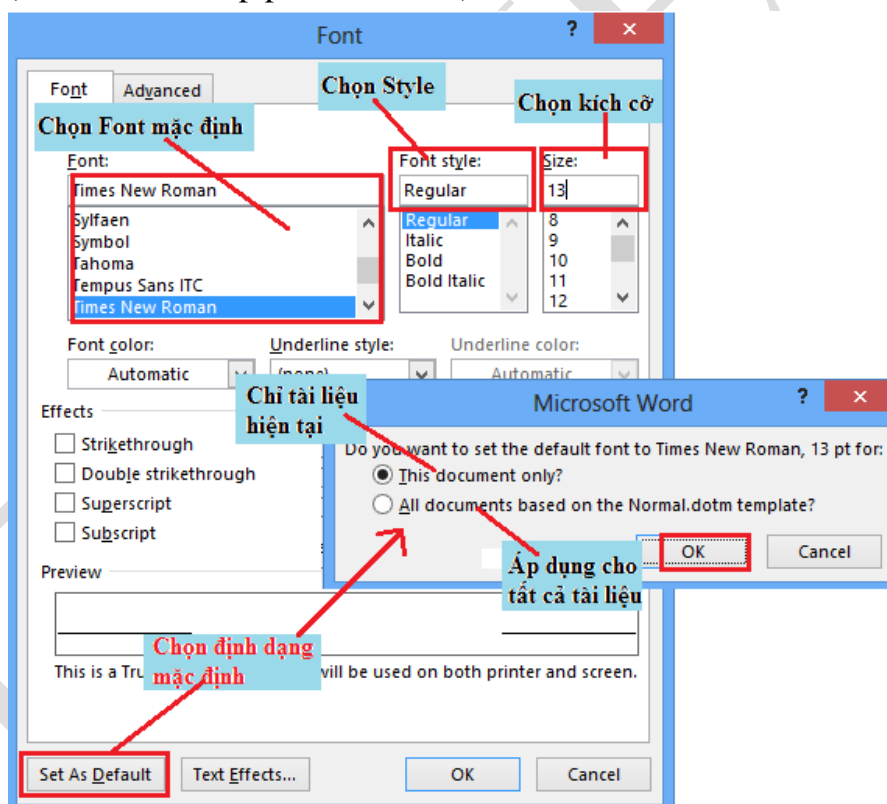 Font
?
×
Font Advanced
Chọn Style
Chọn kích cỡ
Chọn Font mặc định
Font: Font style: Size:
Times New Roman Regular 13
Sylfaen Regular 8
Symbol Italic 9
Tahoma Bold 10
Tempus Sans ITC Bold Italic 11
Times New Roman 12
Font color: Underline style: Underline color:
Automatic (none) Automatic
Chỉ tài liệu
hiện tại
Effects
Strikethrough
Double strikethrough
Superscript
Subscript
Microsoft Word
?
×
Do you want to set the default font to Times New Roman, 13 pt for:
This document only?
All documents based on the Normal.dotm template?
OK Cancel
Áp dụng cho
tất cả tài liệu
Preview
Chọn định dạng
mặc định
This is a will be used on both printer and screen.
Set As Default Text Effects... OK Cancel